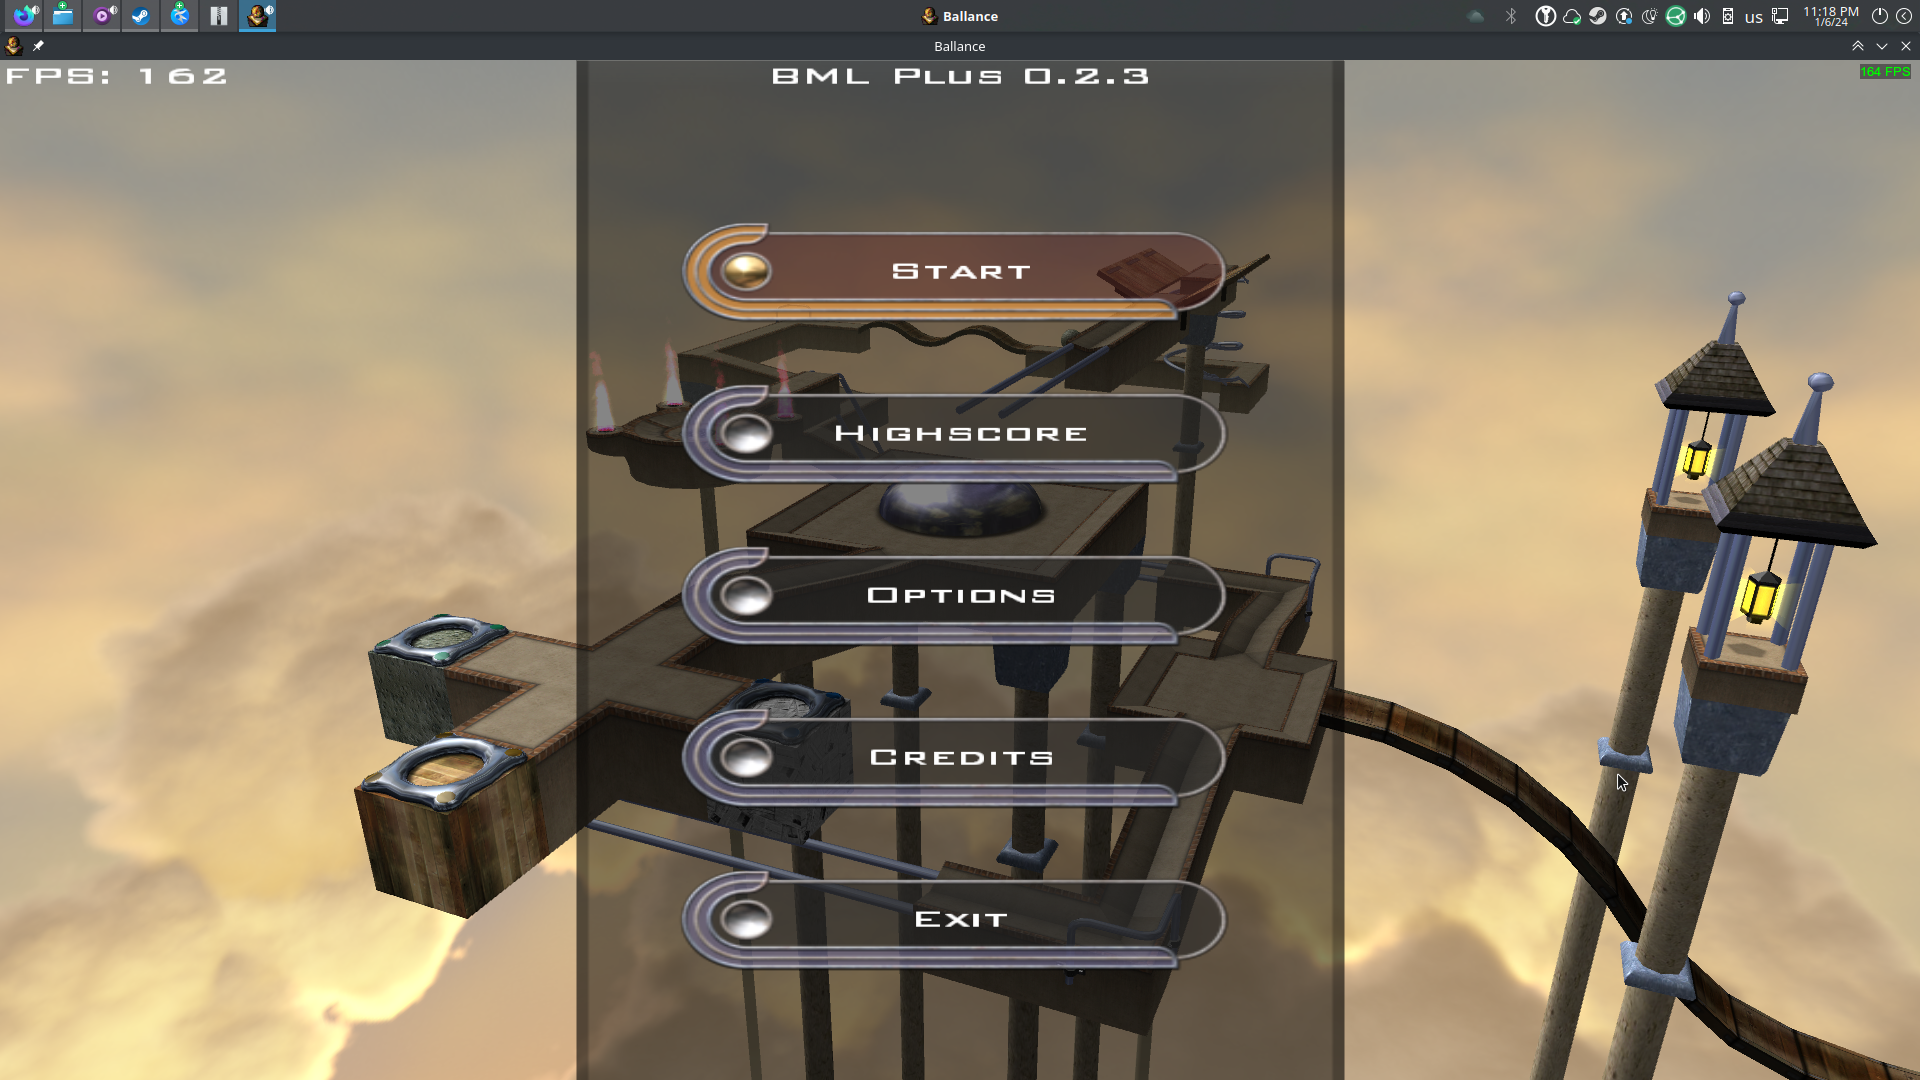 Ballance
us
11:18 PM
1/6/24
Ballance
FPS: 162
BML Plus 0.2.3
164 FPS
Start
Highscore
Options
Credits
Exit